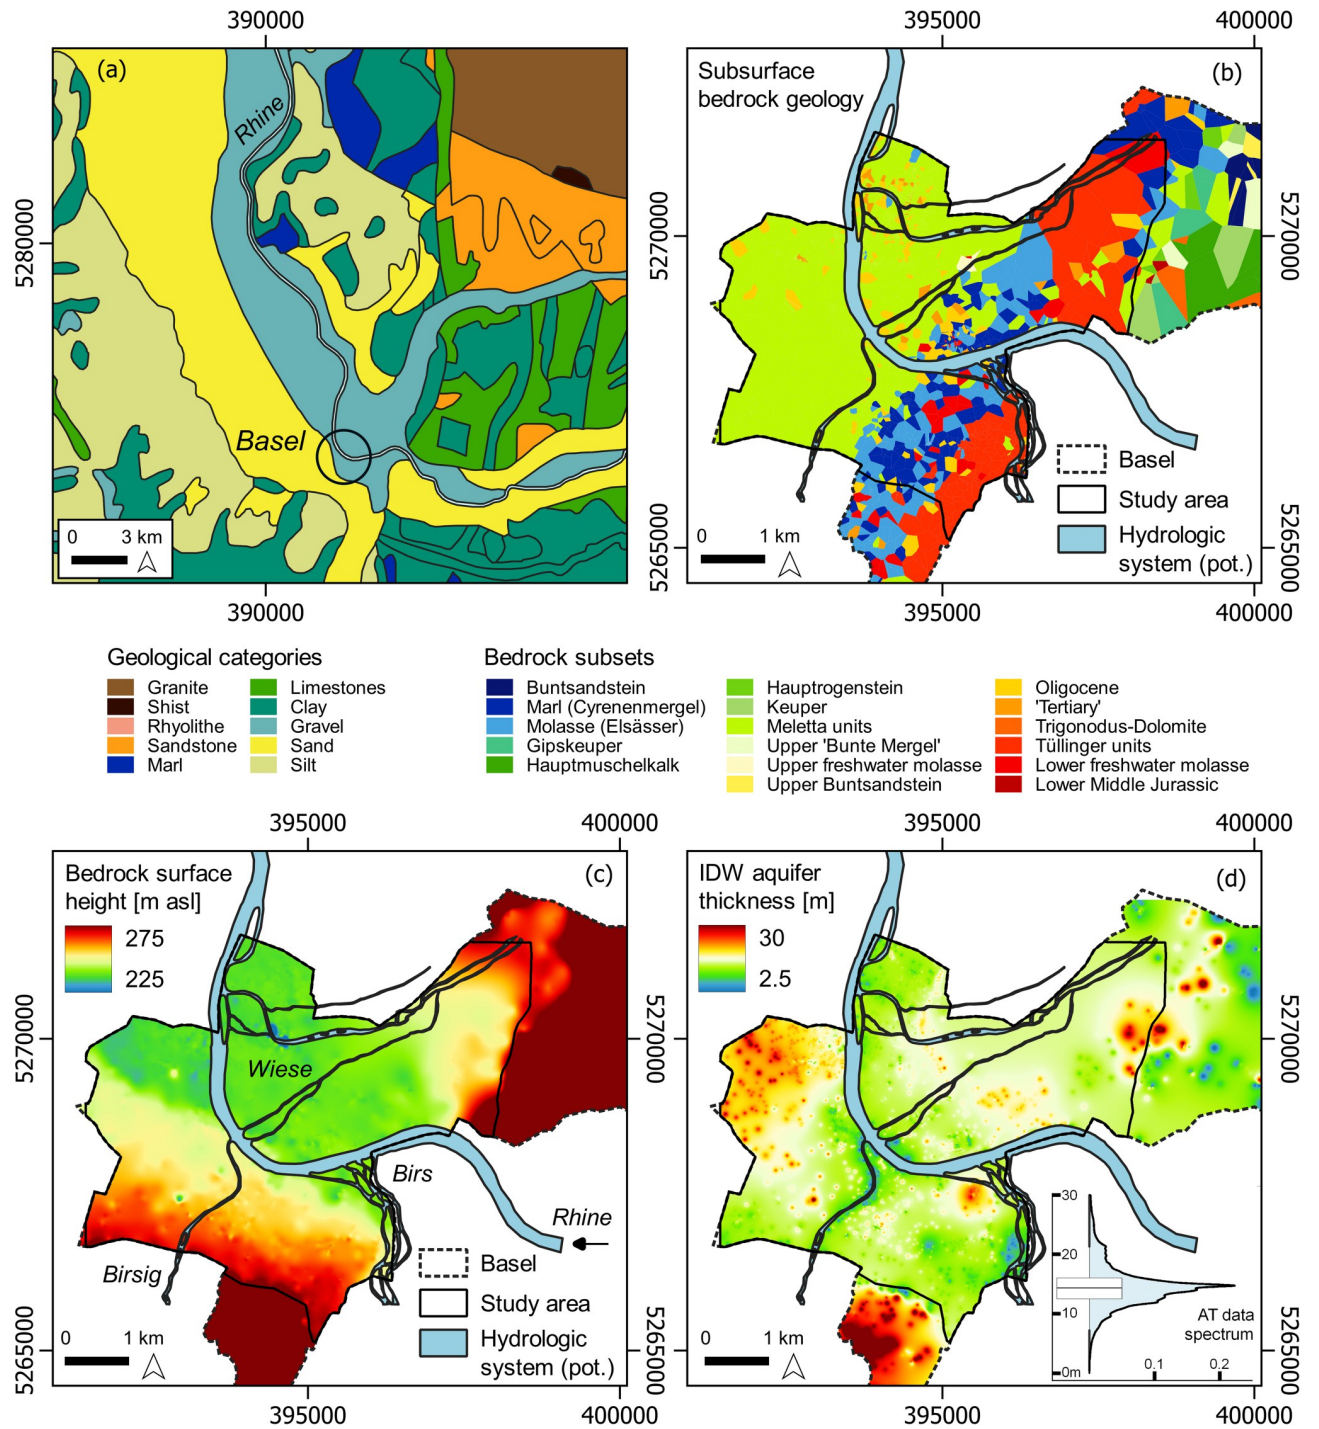 390000
(a)
Rhine
Basel
5280000
0 3 km
390000
395000 400000
Subsurface
bedrock geology
(b)
5270000
5270000
5265000
5265000
Basel
Study area
Hydrologic
system (pot.)
0 1 km
395000 400000
Geological categories
Granite
Shist
Rhyolithe
Sandstone
Marl
Limestones
Clay
Gravel
Sand
Silt
Bedrock subsets
Buntsandstein
Marl (Cyrenenmergel)
Molasse (Elsässer)
Gipskeuper
Hauptmuschelkalk
Hauptrogenstein
Keuper
Meletta units
Upper 'Bunte Mergel'
Upper freshwater molasse
Upper Buntsandstein
Oligocene
'Tertiary'
Trigonodus-Dolomite
Tüllinger units
Lower freshwater molasse
Lower Middle Jurassic
395000 400000
Bedrock surface
height [m asl]
275
225
(c)
5270000
5270000
Wiese
Birs
Rhine
Birsig
Basel
Study area
Hydrologic
system (pot.)
0 1 km
5265000
5265000
395000 400000
395000 400000
IDW aquifer
thickness [m]
30
2.5
(d)
5270000
30
20
10
0m
0.1 0.2
AT data
spectrum
0 1 km
5265000
395000 400000